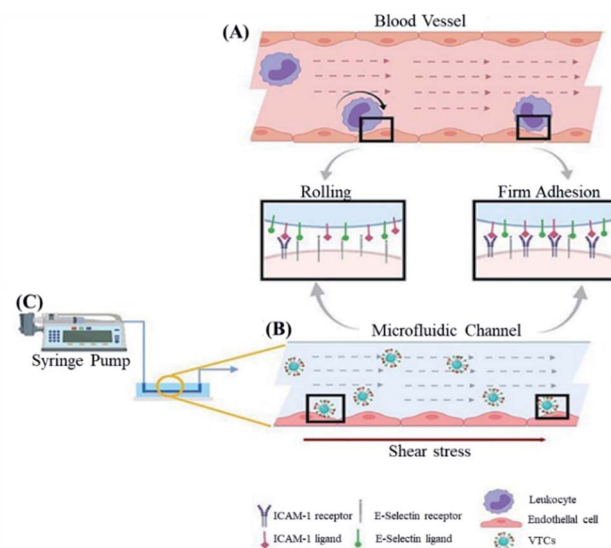 (A)
Blood Vessel
Rolling
Firm Adhesion
(C)
Syringe Pump
(B)
Microfluidic Channel
Shear stress
ICAM-1 receptor
E-Selectin receptor
Leukocyte
Endothellal cell
ICAM-1 ligand
E-Selectin ligand
VTCs